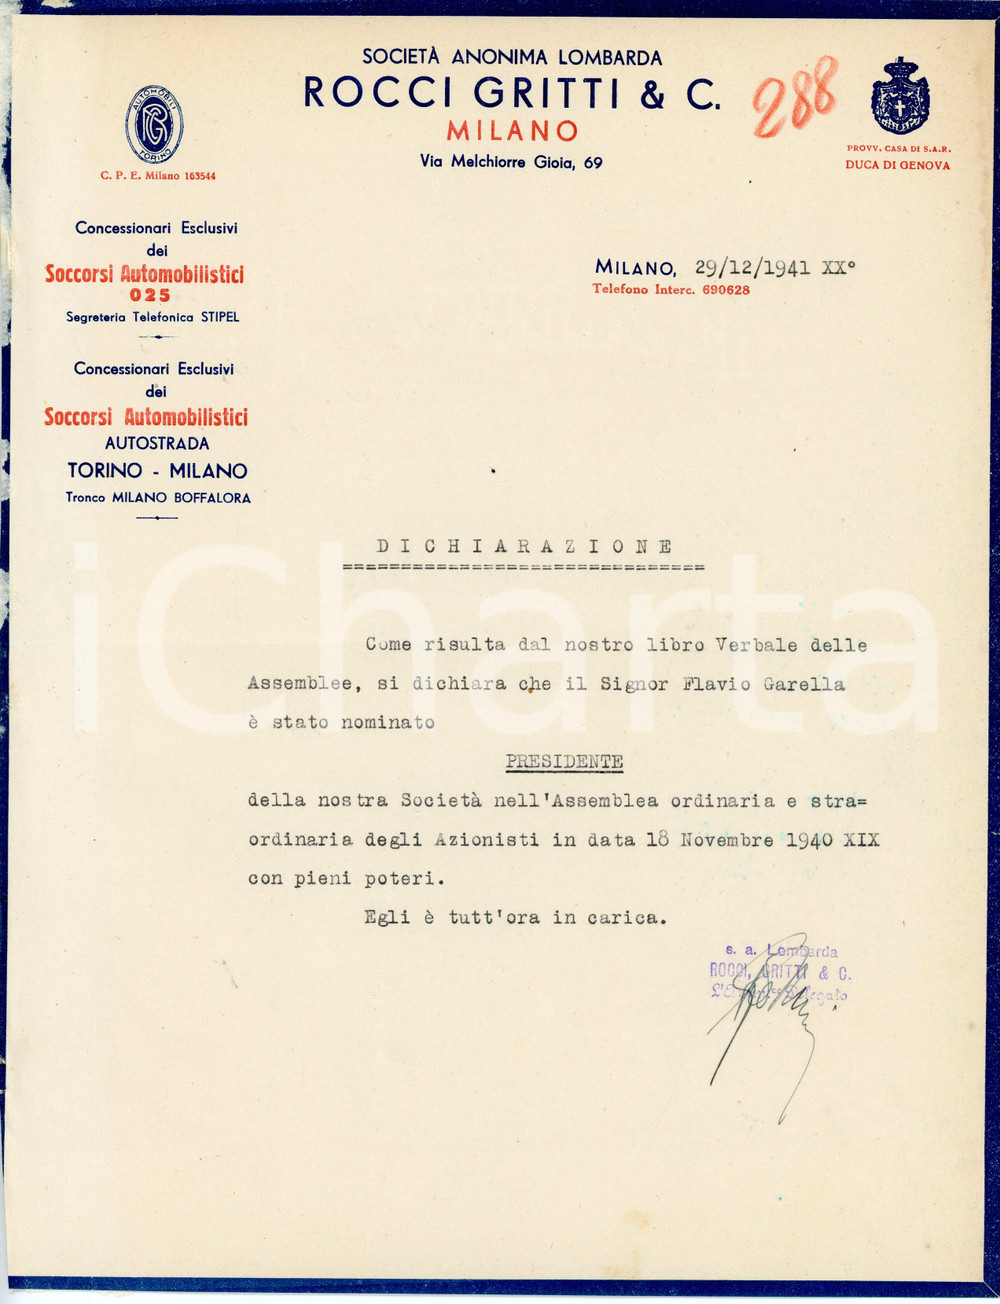 SOCIETÀ ANONIMA LOMBARDA
ROCCI GRITTI & C.
MILANO
Via Melchiorre Gioia, 69
288
AUTOMOBILI
TORINO
C. P. E. Milano 163544
PROVV. CASA DI S.A.R.
DUCA DI GENOVA
Concessionari Esclusivi
dei
Soccorsi Automobilistici
025
Segreteria Telefonica STIPEL
Concessionari Esclusivi
dei
Soccorsi Automobilistici
AUTOSTRADA
TORINO - MILANO
Tronco MILANO BOFFALORA
MILANO, 29/12/1941 XX°
Telefono Interc. 690628
DICHIARAZIONE
===============================
Come risulta dal nostro libro Verbale delle
Assemblee, si dichiara che il Signor Flavio Garella
è stato nominato
PRESIDENTE
della nostra Società nell'Assemblea ordinaria e stra=
ordinaria degli Azionisti in data 18 Novembre 1940 XIX
con pieni poteri.
Egli è tutt'ora in carica.
s. a. Lombarda
ROCCI, GRITTI & C.
Delegato
iCharta